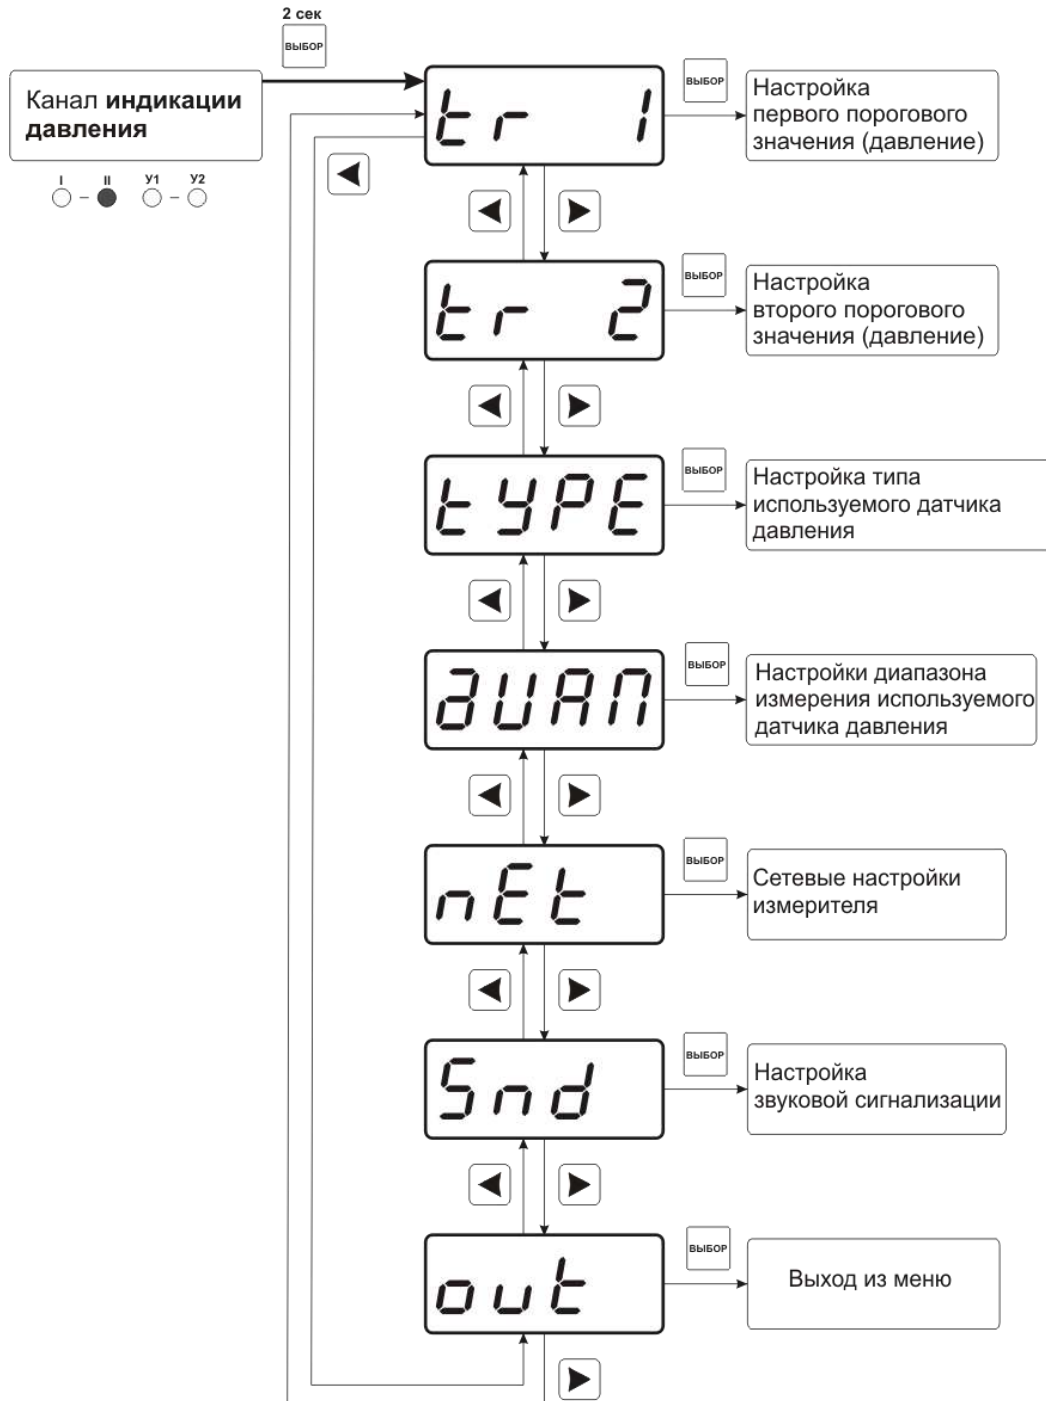 2 сек
ВЫБОР
Канал индикации
давления
I II У1 У2
tr 1
ВЫБОР
Настройка
первого порогового
значения (давление)
tr 2
ВЫБОР
Настройка
второго порогового
значения (давление)
tYPE
ВЫБОР
Настройка типа
используемого датчика
давления
ВЫБОР
Настройки диапазона
измерения используемого
датчика давления
nEt
ВЫБОР
Сетевые настройки
измерителя
Snd
ВЫБОР
Настройка
звуковой сигнализации
out
ВЫБОР
Выход из меню